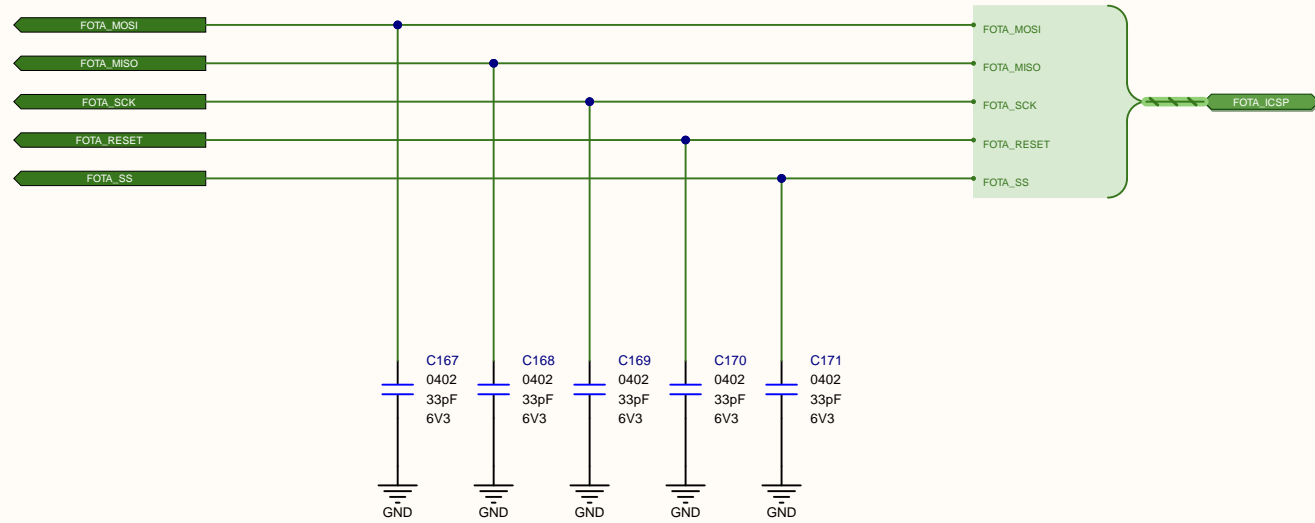 FOTA_MOSI
FOTA_MOSI
FOTA_MISO
FOTA_MISO
FOTA_SCK
FOTA_SCK
FOTA_ICSP
FOTA_RESET
FOTA_RESET
FOTA_SS
FOTA_SS
C167
0402
33pF
6V3
C168
0402
33pF
6V3
C169
0402
33pF
6V3
C170
0402
33pF
6V3
C171
0402
33pF
6V3
GND
GND
GND
GND
GND